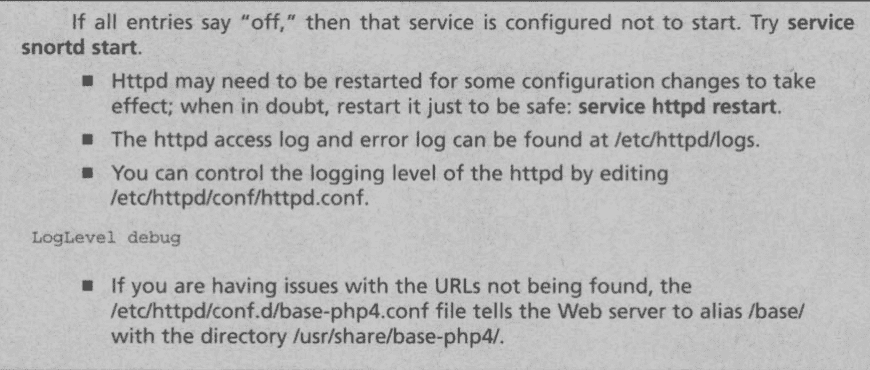 If all entries say “off,” then that service is configured not to start. Try service
snortd start.
■ Httpd may need to be restarted for some configuration changes to take
effect; when in doubt, restart it just to be safe: service httpd restart.
■ The httpd access log and error log can be found at /etc/httpd/logs.
■ You can control the logging level of the httpd by editing
/etc/httpd/conf/httpd.conf.
LogLevel debug
■ If you are having issues with the URLs not being found, the
/etc/httpd/conf.d/base-php4.conf file tells the Web server to alias /base/
with the directory /usr/share/base-php4/.